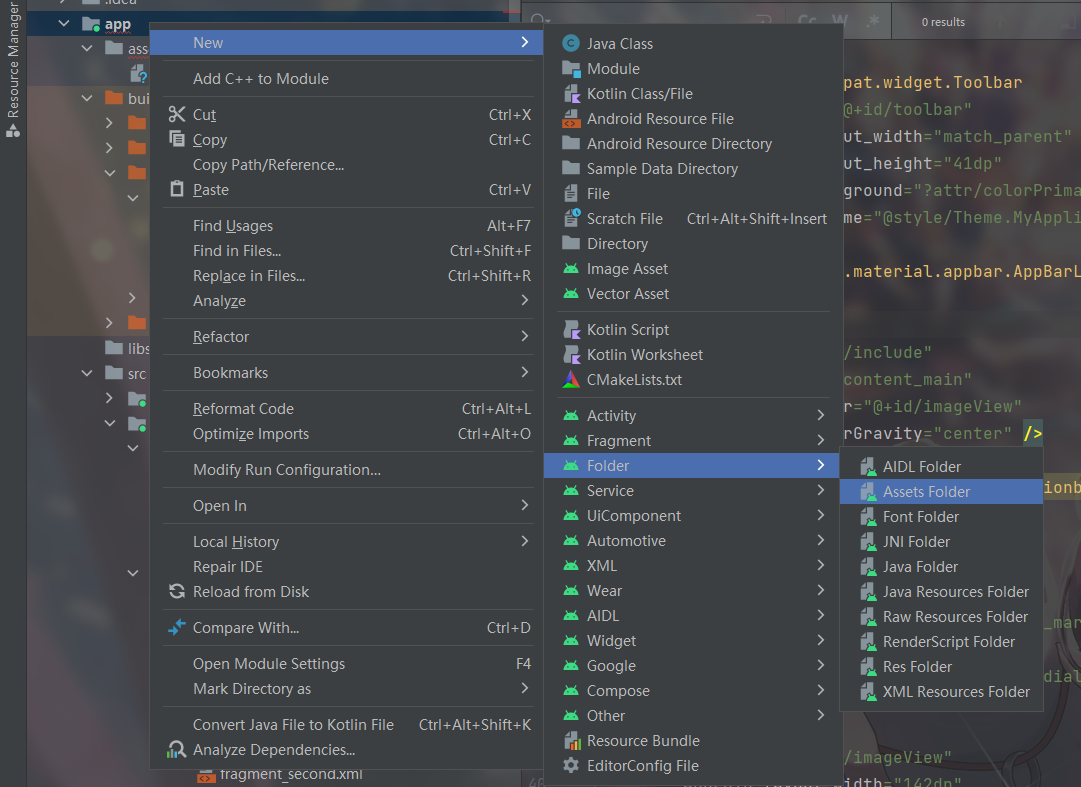 Resource Manager
.idea
app
ass
bui
libs
src
fragment_second.xml
New
Add C++ to Module
Cut Ctrl+X
Copy Ctrl+C
Copy Path/Reference...
Paste Ctrl+V
Find Usages Alt+F7
Find in Files... Ctrl+Shift+F
Replace in Files... Ctrl+Shift+R
Analyze
Refactor
Bookmarks
Reformat Code Ctrl+Alt+L
Optimize Imports Ctrl+Alt+O
Modify Run Configuration...
Open In
Local History
Repair IDE
Reload from Disk
Compare With... Ctrl+D
Open Module Settings F4
Mark Directory as
Convert Java File to Kotlin File Ctrl+Alt+Shift+K
Analyze Dependencies...
Java Class
Module
Kotlin Class/File
Android Resource File
Android Resource Directory
Sample Data Directory
File
Scratch File Ctrl+Alt+Shift+Insert
Directory
Image Asset
Vector Asset
Kotlin Script
Kotlin Worksheet
CMakeLists.txt
Activity
Fragment
Folder
Service
UiComponent
Automotive
XML
Wear
AIDL
Widget
Google
Compose
Other
Resource Bundle
EditorConfig File
AIDL Folder
Assets Folder
Font Folder
JNI Folder
Java Folder
Java Resources Folder
Raw Resources Folder
RenderScript Folder
Res Folder
XML Resources Folder
Cc W .*
0 results
pat.widget.Toolbar
@+id/toolbar"
ut_width="match_parent"
ut_height="41dp"
ground="?attr/colorPrima
me="@style/Theme.MyAppli
.material.appbar.AppBarL
/include"
content_main"
r="@+id/imageView"
rGravity="center" />
ionb
_mar
dial
/imageView"
idth="142dp"